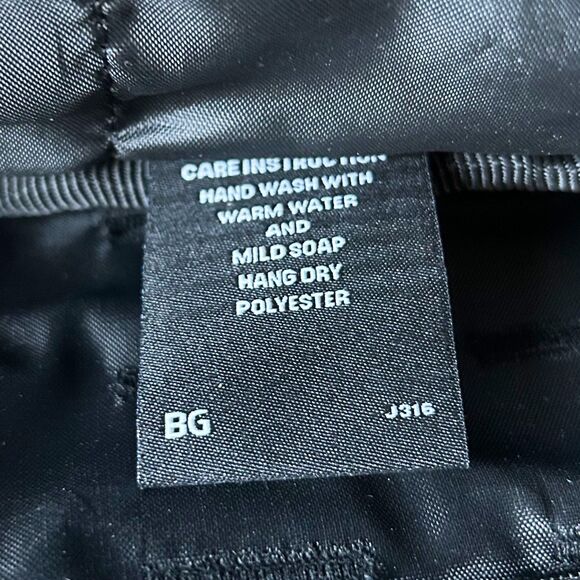 CARE INSTRUCTION
HAND WASH WITH
WARM WATER
AND
MILD SOAP
HANG DRY
POLYESTER
BG
J316